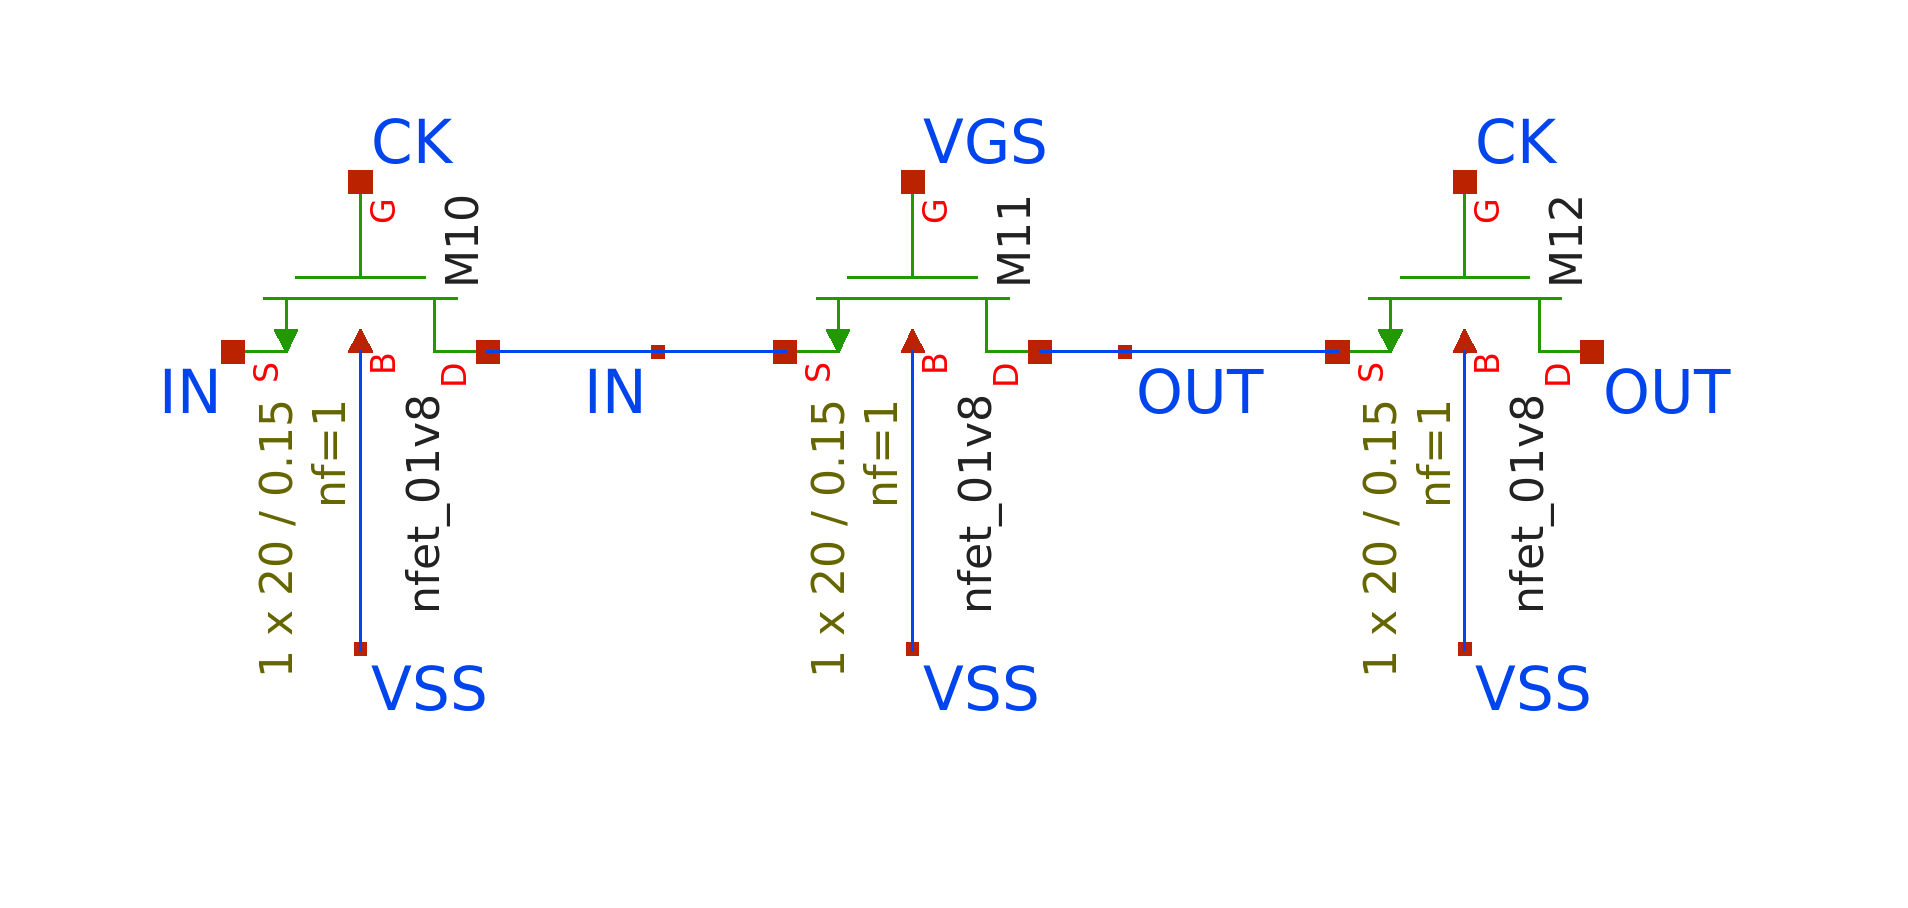 CK
VGS
CK
G
M10
G
M11
G
M12
IN
S
B
D
IN
S
B
D
OUT
S
B
D
OUT
1 x 20 / 0.15
nf=1
nfet_01v8
1 x 20 / 0.15
nf=1
nfet_01v8
1 x 20 / 0.15
nf=1
nfet_01v8
VSS
VSS
VSS